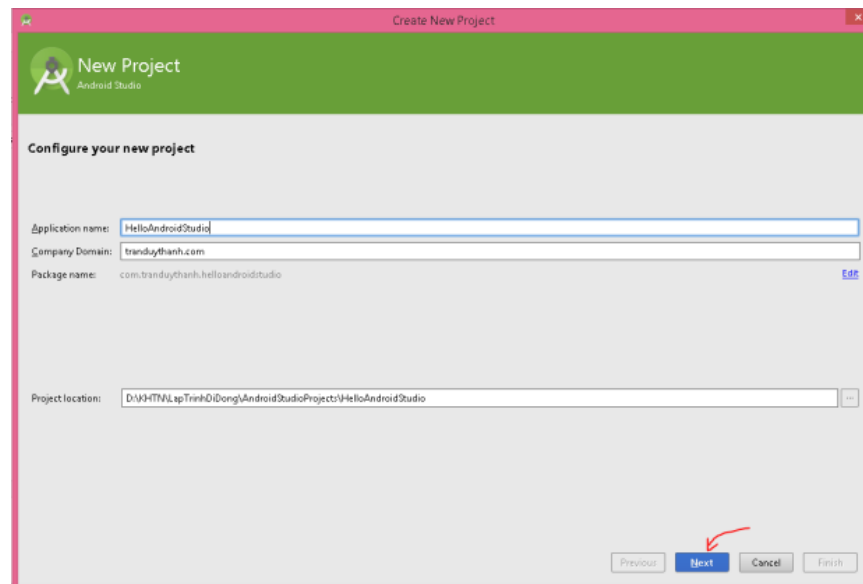 Create New Project
New Project
Android Studio
Configure your new project
Application name: HelloAndroidStudio
Company Domain: tranduythanh.com
Package name: com.tranduythanh.helloandroidstudio Edit
Project location: D:\KHTN\LapTrinhDiDong\AndroidStudioProjects\HelloAndroidStudio ...
Previous Next Cancel Finish